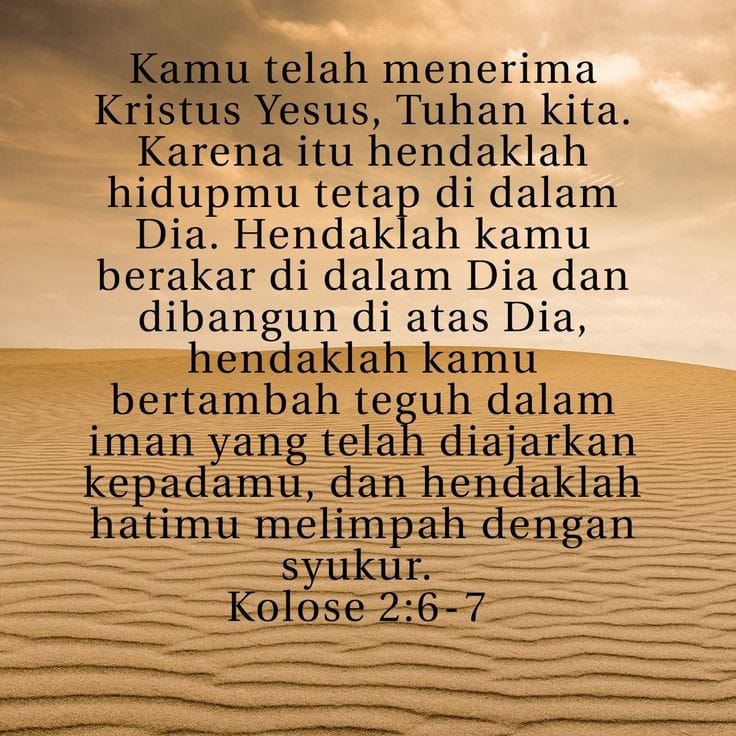 Kamu telah menerima
Kristus Yesus, Tuhan kita.
Karena itu hendaklah
hidupmu tetap di dalam
Dia. Hendaklah kamu
berakar di dalam Dia dan
dibangun di atas Dia,
hendaklah kamu
bertambah teguh dalam
iman yang telah diajarkan
kepadamu, dan hendaklah
hatimu melimpah dengan
syukur.
Kolose 2:6-7